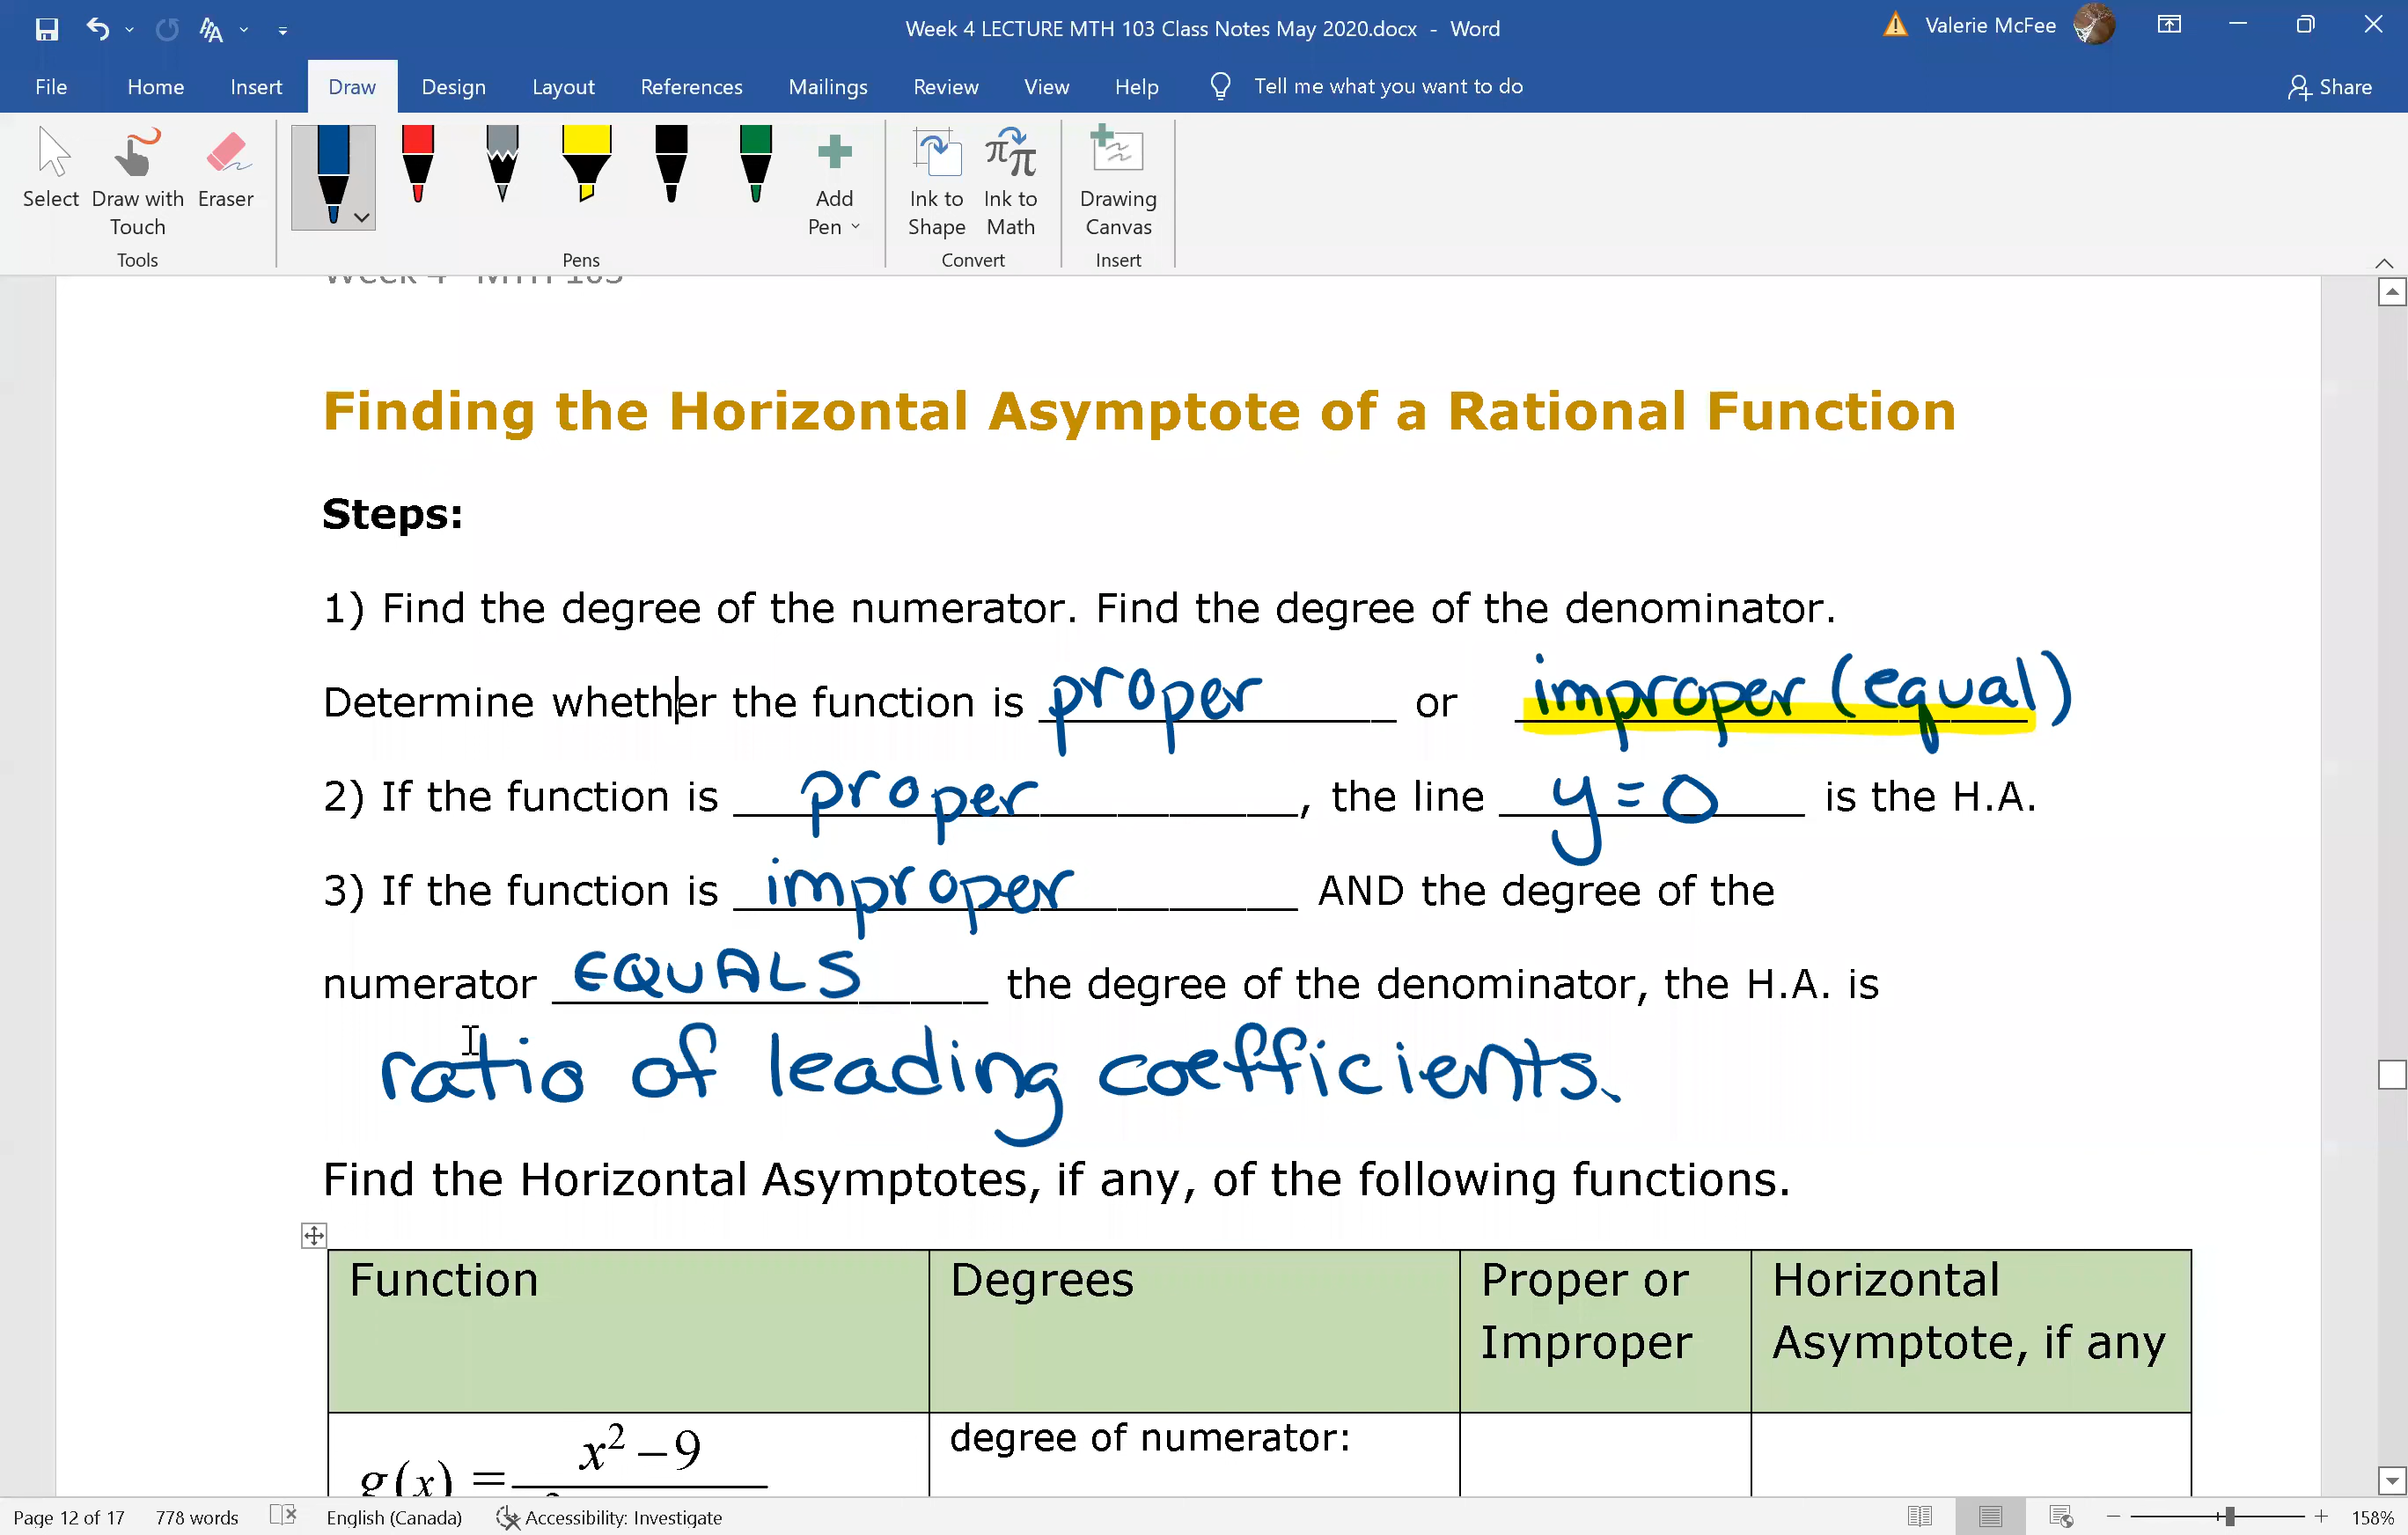 Week 4 LECTURE MTH 103 Class Notes May 2020.docx - Word
Valerie McFee
File Home Insert Draw Design Layout References Mailings Review View Help Tell me what you want to do Share
Select Draw with Touch Eraser Add Pen Ink to Shape Ink to Math Drawing Canvas
Tools Pens Convert Insert
Week 4 MTH 103
Finding the Horizontal Asymptote of a Rational Function
Steps:
1) Find the degree of the numerator. Find the degree of the denominator.
Determine whether the function is proper or improper (equal)
2) If the function is proper, the line y = 0 is the H.A.
3) If the function is improper AND the degree of the
numerator EQUALS the degree of the denominator, the H.A. is
ratio of leading coefficients.
Find the Horizontal Asymptotes, if any, of the following functions.
Function Degrees Proper or Improper Horizontal Asymptote, if any
x² − 9 degree of numerator:
g(x) =
Page 12 of 17 778 words English (Canada) Accessibility: Investigate 158%